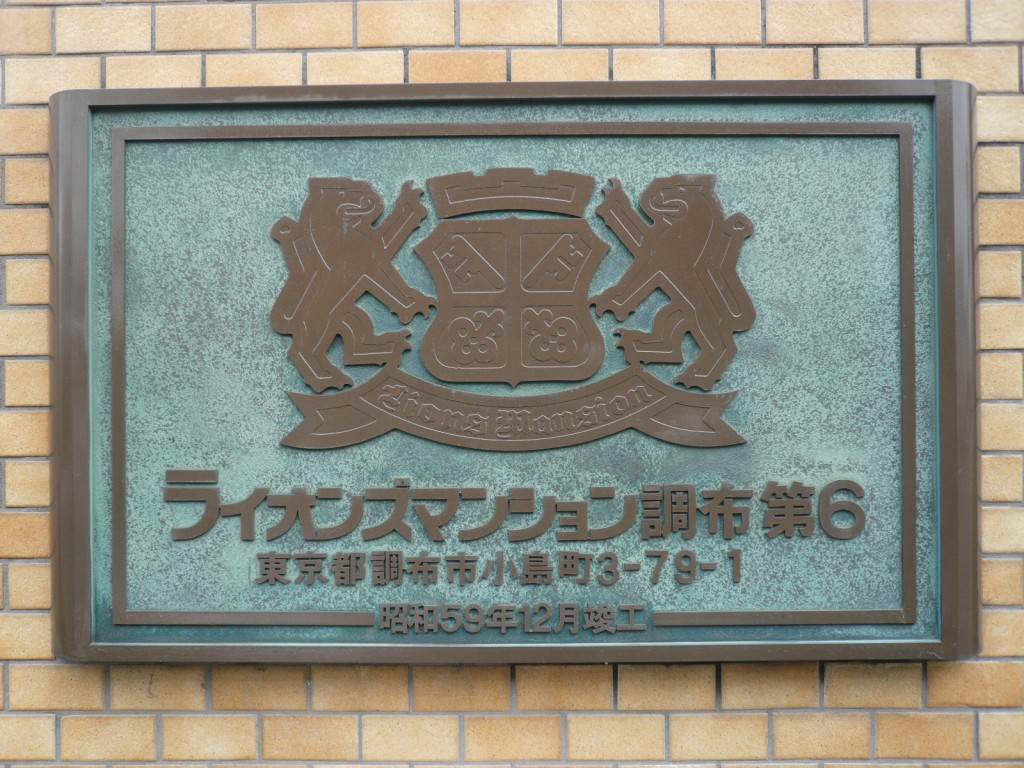 Lions Mansion
ライオンズマンション調布第6
東京都調布市小島町3-79-1
昭和59年12月竣工